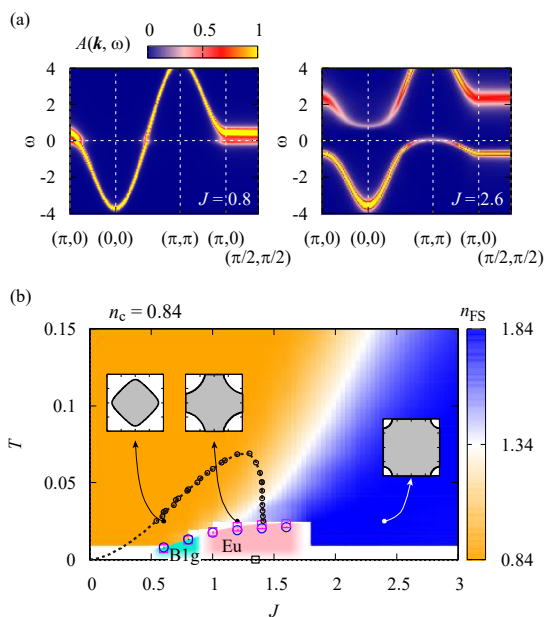 (a)
A(k, ω)
0 0.5 1
4
2
0
-2
-4
ω
J = 0.8
(π,0) (0,0) (π,π) (π,0)
(π/2,π/2)
4
2
0
-2
-4
ω
J = 2.6
(π,0) (0,0) (π,π) (π,0)
(π/2,π/2)
(b)
n_c = 0.84
n_FS
0.15
0.1
0.05
0
T
B1g
Eu
0 0.5 1 1.5 2 2.5 3
J
1.84
1.34
0.84